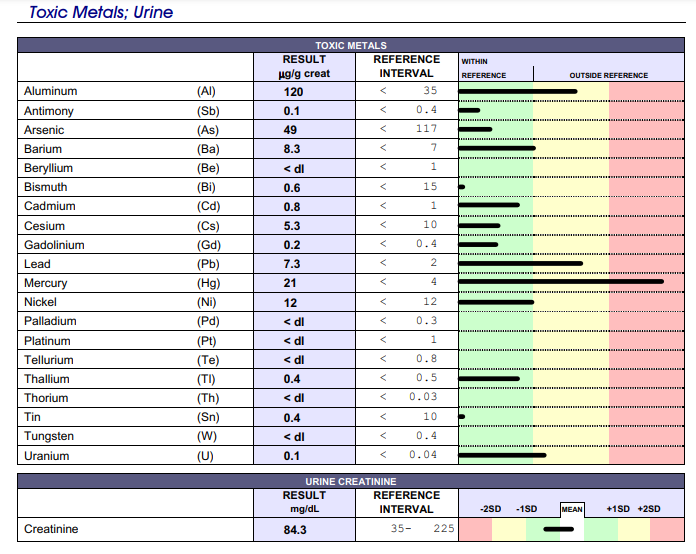 Toxic Metals; Urine
TOXIC METALS
RESULT REFERENCE WITHIN
µg/g creat INTERVAL REFERENCE OUTSIDE REFERENCE
Aluminum (Al) 120 < 35
Antimony (Sb) 0.1 < 0.4
Arsenic (As) 49 < 117
Barium (Ba) 8.3 < 7
Beryllium (Be) < dl < 1
Bismuth (Bi) 0.6 < 15
Cadmium (Cd) 0.8 < 1
Cesium (Cs) 5.3 < 10
Gadolinium (Gd) 0.2 < 0.4
Lead (Pb) 7.3 < 2
Mercury (Hg) 21 < 4
Nickel (Ni) 12 < 12
Palladium (Pd) < dl < 0.3
Platinum (Pt) < dl < 1
Tellurium (Te) < dl < 0.8
Thallium (Tl) 0.4 < 0.5
Thorium (Th) < dl < 0.03
Tin (Sn) 0.4 < 10
Tungsten (W) < dl < 0.4
Uranium (U) 0.1 < 0.04
URINE CREATININE
RESULT REFERENCE
mg/dL INTERVAL -2SD -1SD MEAN +1SD +2SD
Creatinine 84.3 35- 225